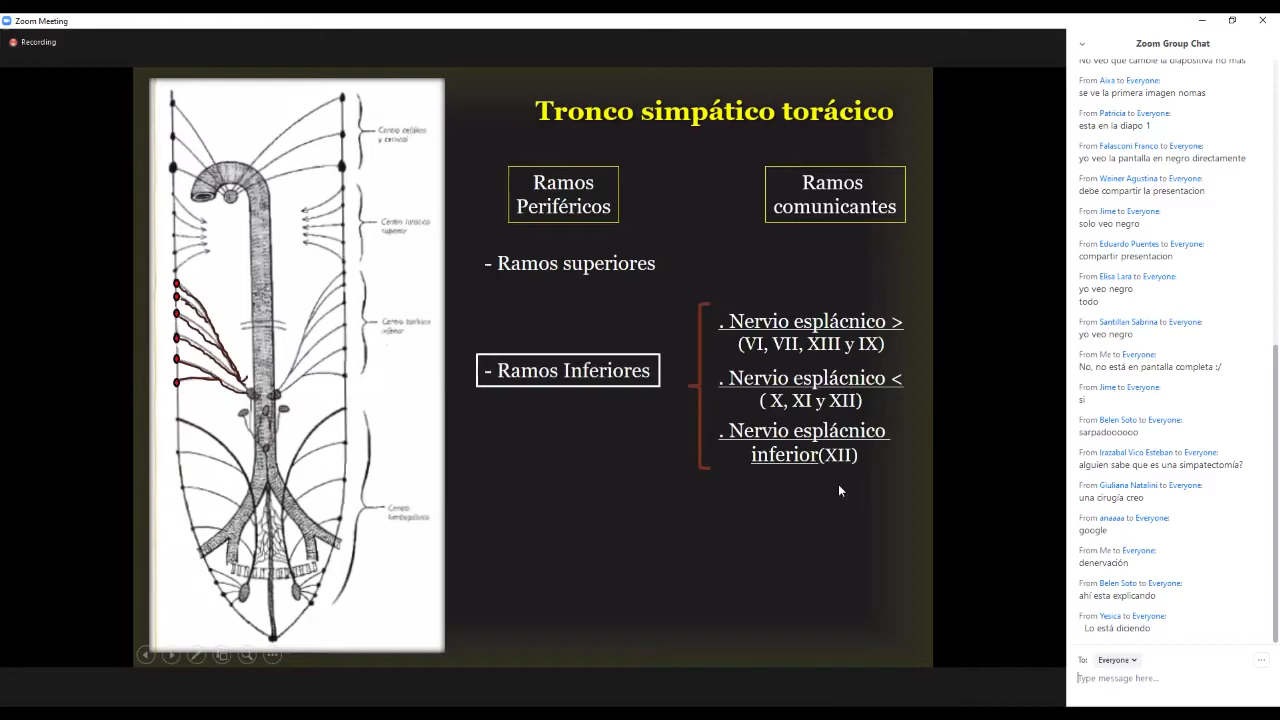 Zoom Meeting
Recording
Tronco simpático torácico
Ramos
Periféricos
Ramos
comunicantes
- Ramos superiores
- Ramos Inferiores
. Nervio esplácnico >
(VI, VII, XIII y IX)
. Nervio esplácnico <
( X, XI y XII)
. Nervio esplácnico
inferior(XII)
Centro cefálico
y cervical
Centro torácico
superior
Centro torácico
inferior
Centro
lumbopélvico
Zoom Group Chat
No veo que cambie la diapositiva no mas
From Aixa to Everyone:
se ve la primera imagen nomas
From Patricia to Everyone:
esta en la diapo 1
From Falasconi Franco to Everyone:
yo veo la pantalla en negro directamente
From Weiner Agustina to Everyone:
debe compartir la presentacion
From Jime to Everyone:
solo veo negro
From Eduardo Puentes to Everyone:
compartir presentacion
From Elisa Lara to Everyone:
yo veo negro
todo
From Santillan Sabrina to Everyone:
yo veo negro
From Me to Everyone:
No, no está en pantalla completa :/
From Jime to Everyone:
si
From Belen Soto to Everyone:
sarpadoooooo
From Irazabal Vico Esteban to Everyone:
alguien sabe que es una simpatectomía?
From Giuliana Natalini to Everyone:
una cirugía creo
From anaaaa to Everyone:
google
From Me to Everyone:
denervación
From Belen Soto to Everyone:
ahí esta explicando
From Yesica to Everyone:
Lo está diciendo
To: Everyone
Type message here...